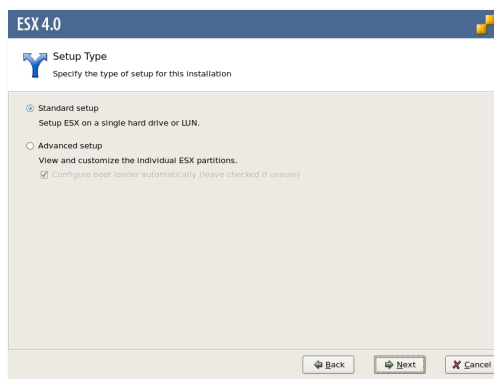 ESX 4.0
Setup Type
Specify the type of setup for this installation
Standard setup
Setup ESX on a single hard drive or LUN.
Advanced setup
View and customize the individual ESX partitions.
Configure boot loader automatically (leave checked if unsure)
Back
Next
Cancel